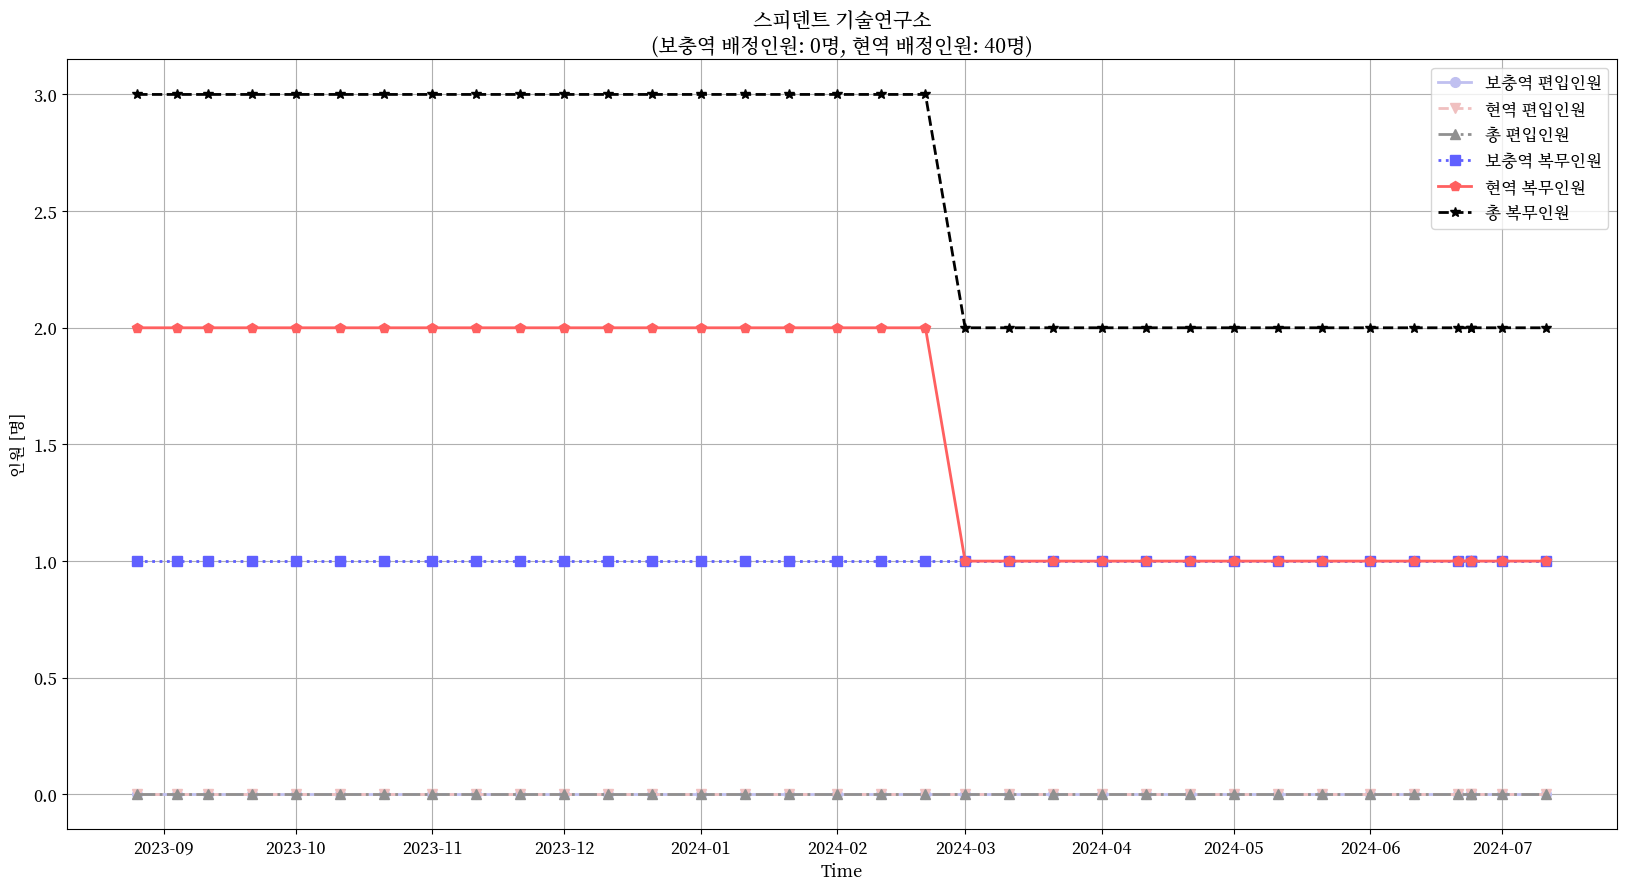 스피덴트 기술연구소
(보충역 배정인원: 0명, 현역 배정인원: 40명)
보충역 편입인원
현역 편입인원
총 편입인원
보충역 복무인원
현역 복무인원
총 복무인원
인원 [명]
3.0
2.5
2.0
1.5
1.0
0.5
0.0
2023-09 2023-10 2023-11 2023-12 2024-01 2024-02 2024-03 2024-04 2024-05 2024-06 2024-07
Time